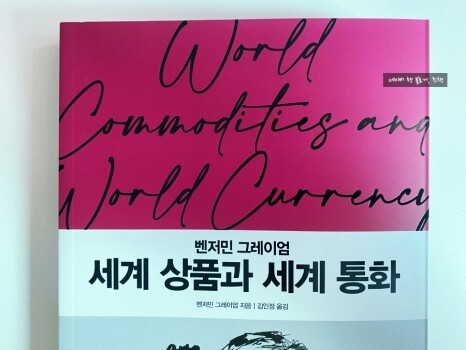 World
Commodities and
World Currency
벤저민 그레이엄
세계 상품과 세계 통화
벤저민 그레이엄 지음 | 김인정 옮김